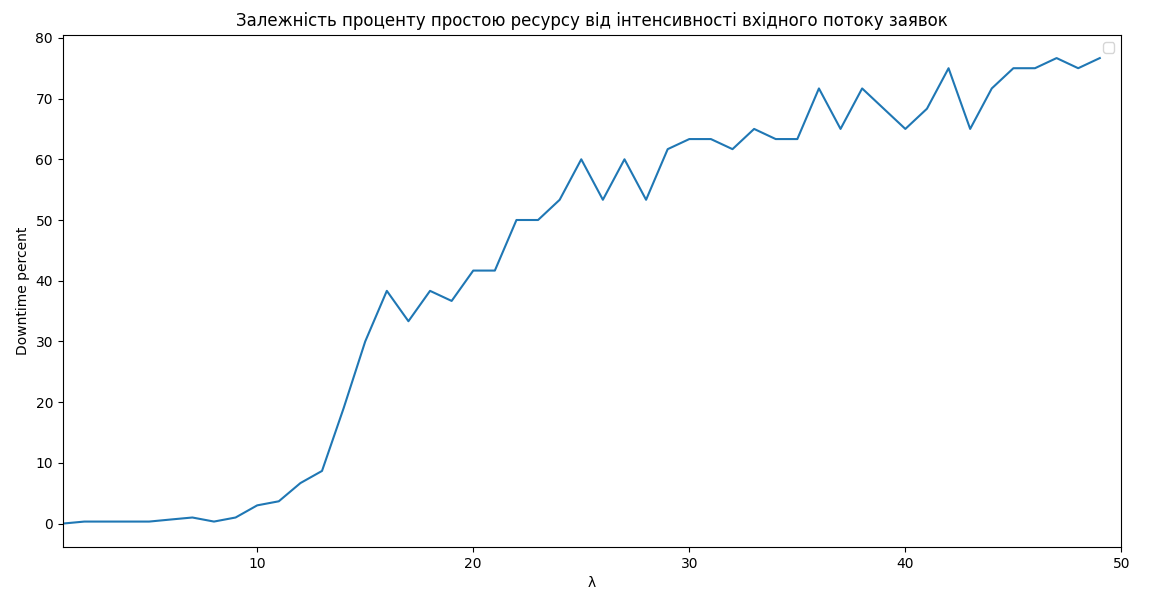 Залежність проценту простою ресурсу від інтенсивності вхідного потоку заявок
80
70
60
50
40
30
20
10
0
Downtime percent
10 20 30 40 50
λ